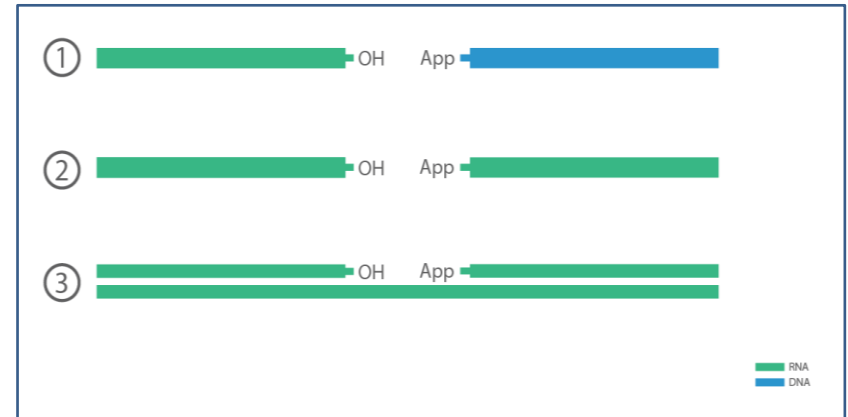 ① OH App
② OH App
③ OH App
RNA
DNA